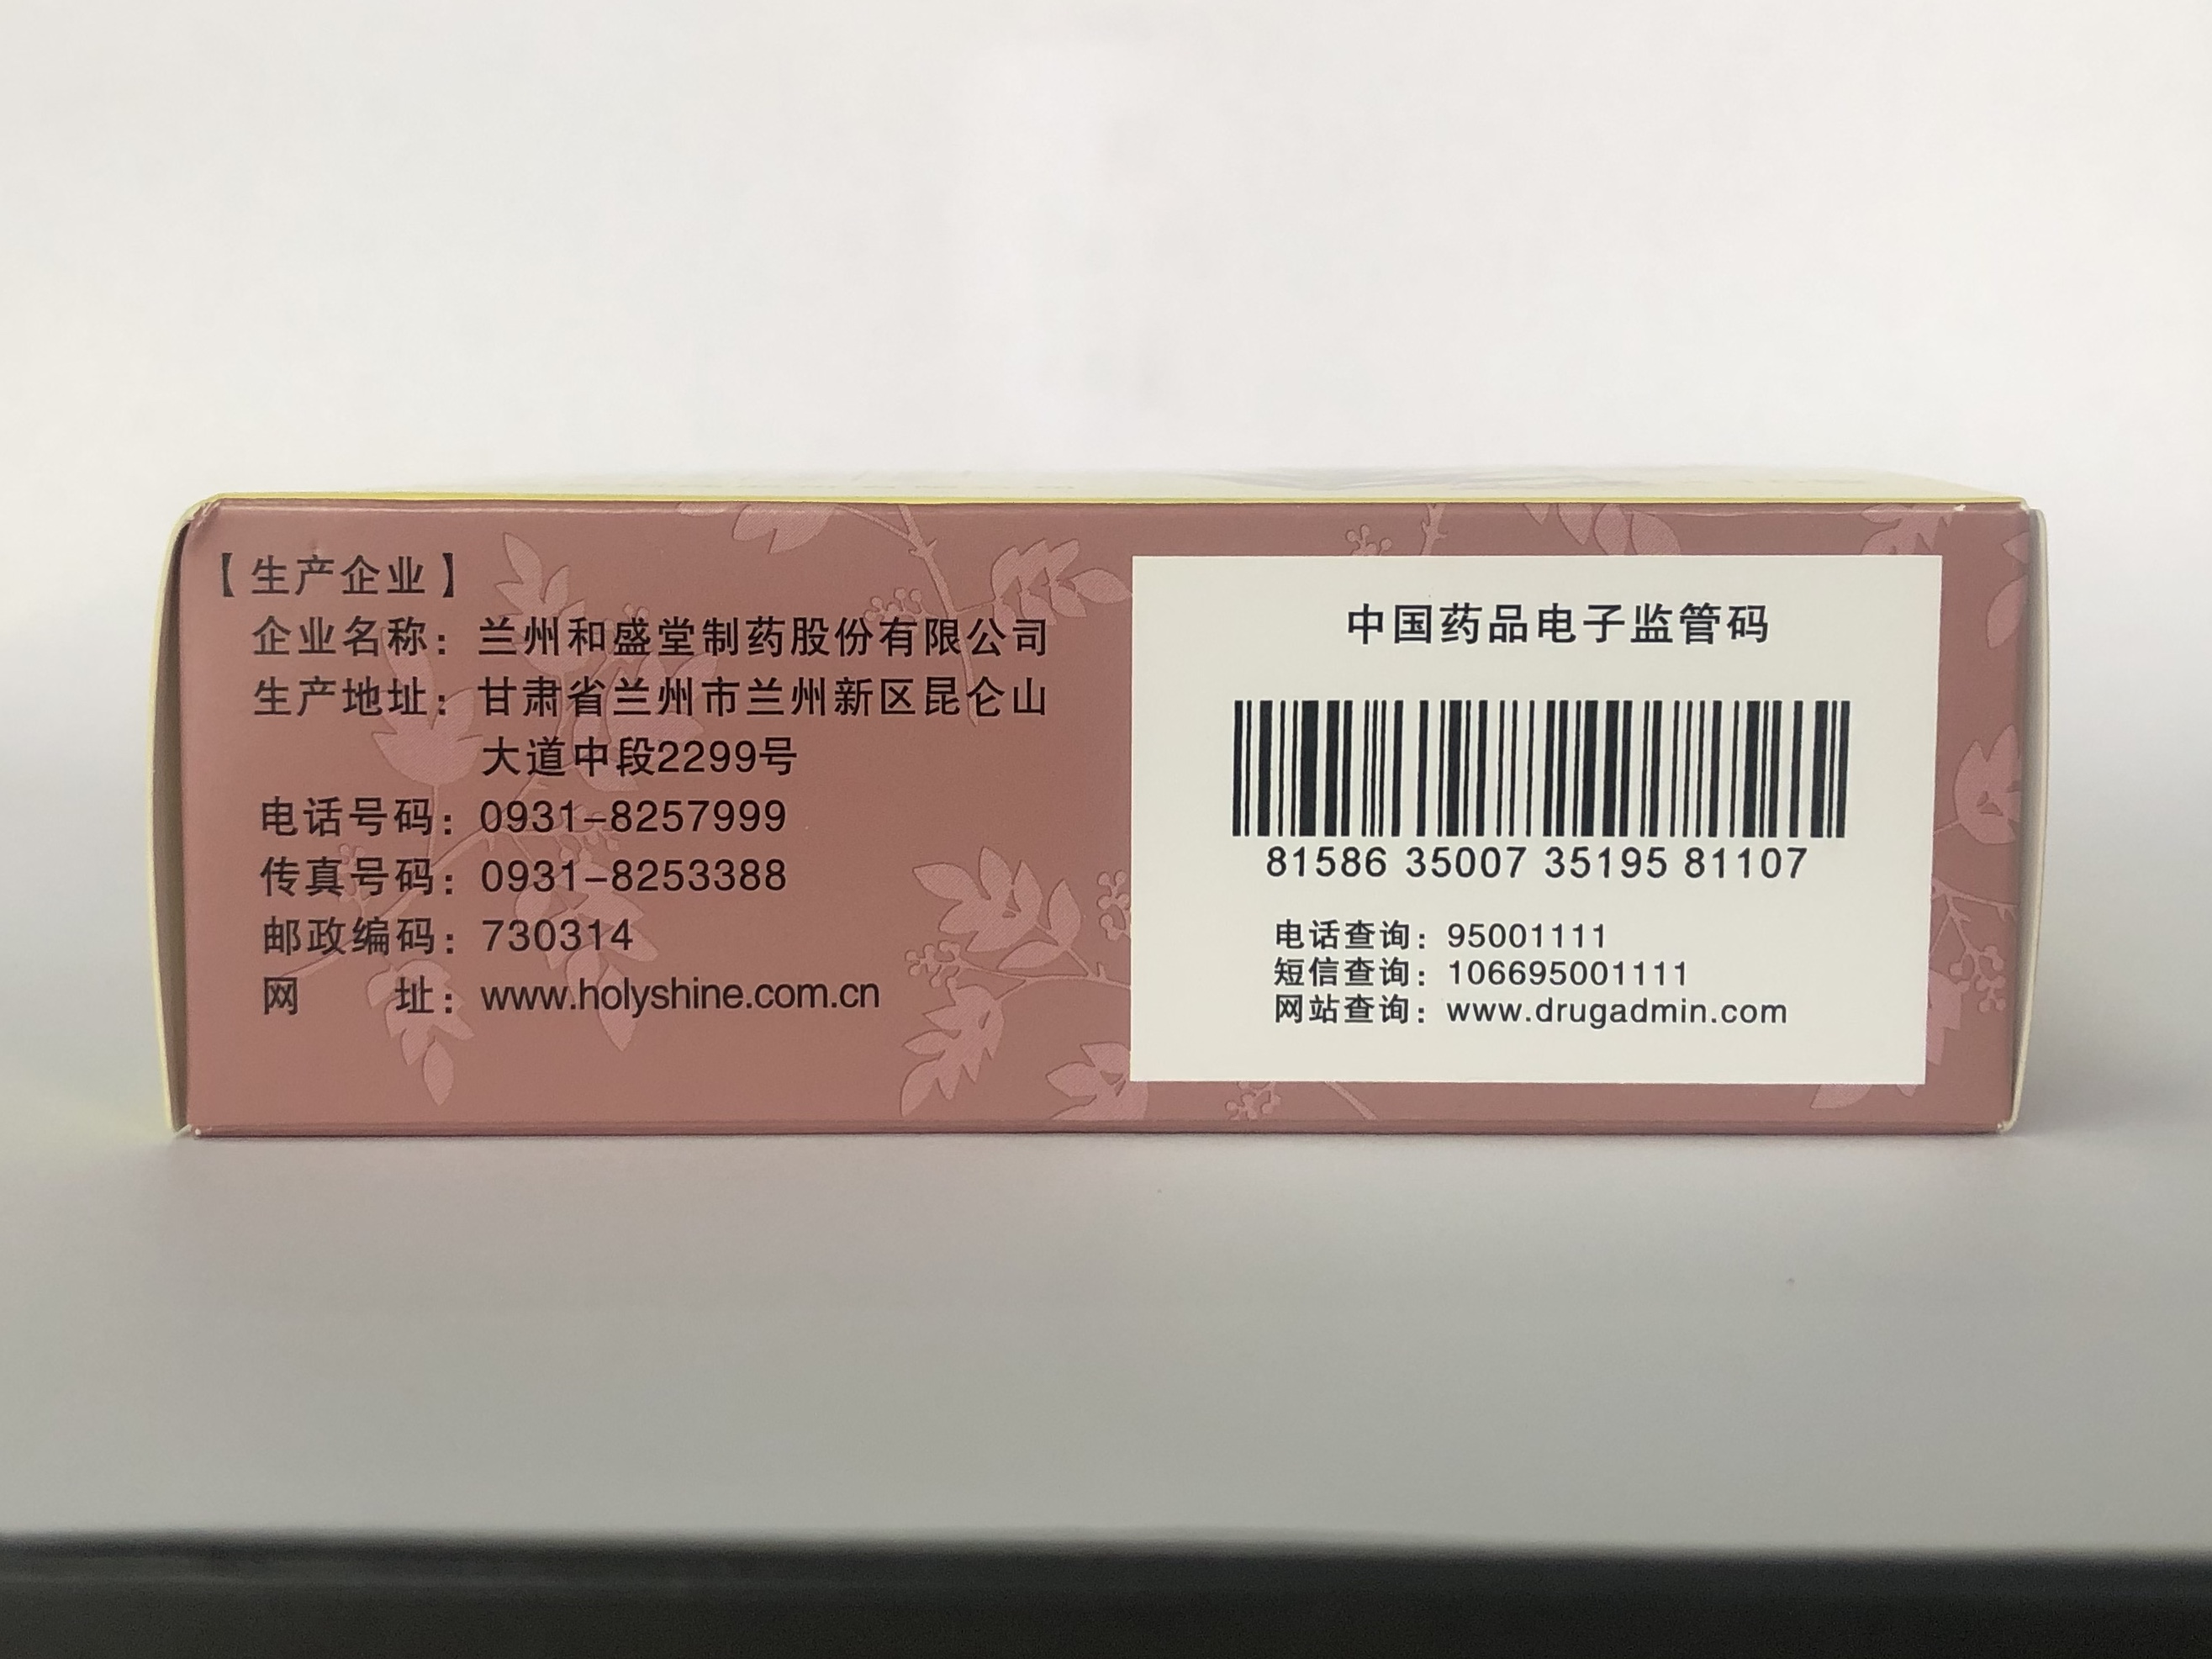 【生产企业】
企业名称：兰州和盛堂制药股份有限公司
生产地址：甘肃省兰州市兰州新区昆仑山
大道中段2299号
电话号码：0931-8257999
传真号码：0931-8253388
邮政编码：730314
网　　址：www.holyshine.com.cn
中国药品电子监管码
81586 35007 35195 81107
电话查询：95001111
短信查询：106695001111
网站查询：www.drugadmin.com